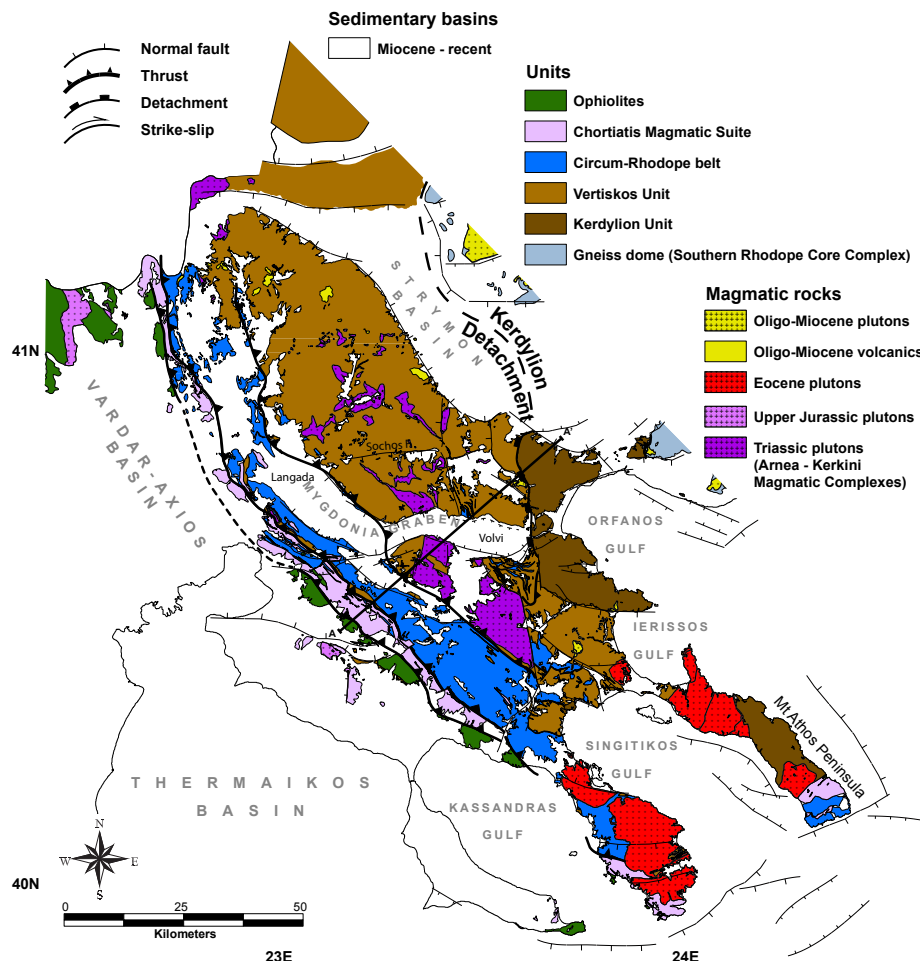 Normal fault
Thrust
Detachment
Strike-slip
Sedimentary basins
Miocene - recent
Units
Ophiolites
Chortiatis Magmatic Suite
Circum-Rhodope belt
Vertiskos Unit
Kerdylion Unit
Gneiss dome (Southern Rhodope Core Complex)
Magmatic rocks
Oligo-Miocene plutons
Oligo-Miocene volcanics
Eocene plutons
Upper Jurassic plutons
Triassic plutons
(Arnea - Kerkini
Magmatic Complexes)
STRYMON
BASIN
Kerdylion
Detachment
41N
VARDAR-AXIOS
BASIN
A'
Sochos F.
Langada
MYGDONIA GRABEN
Volvi
ORFANOS
GULF
A
IERISSOS
GULF
Mt Athos Peninsula
SINGITIKOS
GULF
THERMAIKOS
BASIN
KASSANDRAS
GULF
N
W E
S
40N
0 25 50
Kilometers
23E 24E